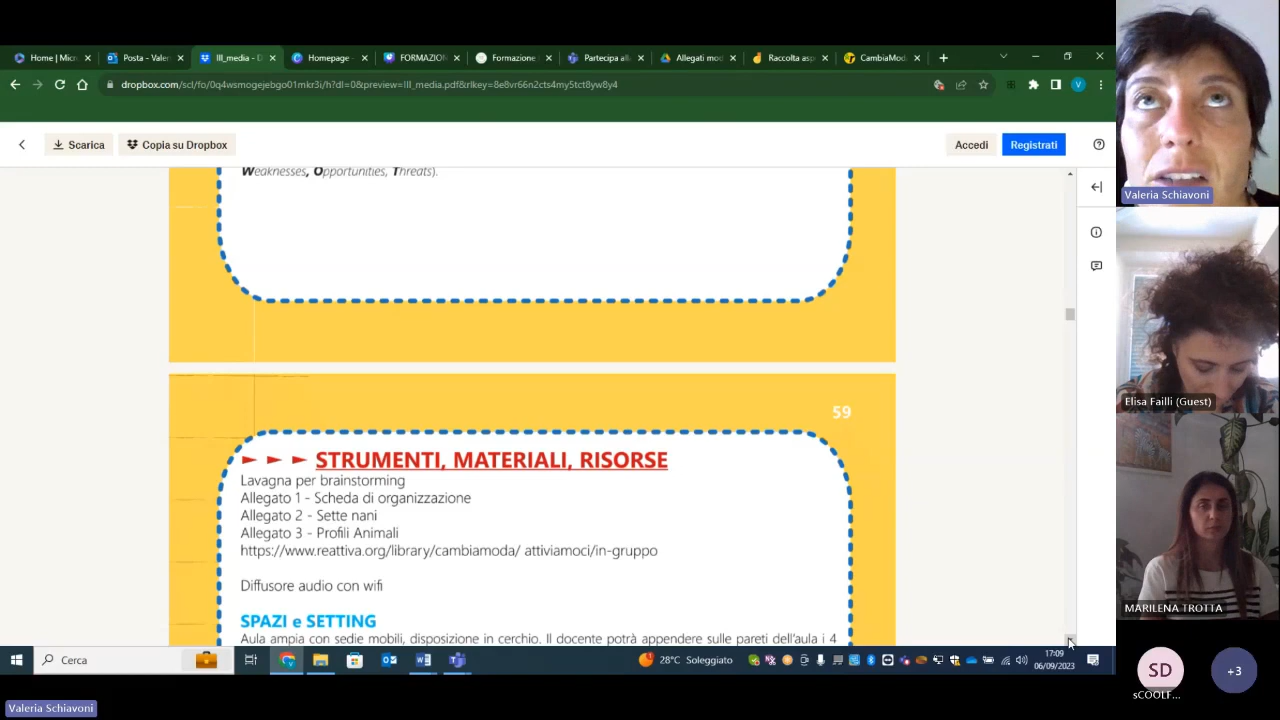 Home | Micr
Posta - Valer
III_media - D
Homepage -
FORMAZION
Formazione
Partecipa all
Allegati mod
Raccolta asp
CambiaMod
dropbox.com/scl/fo/0q4wsmogejebgo01mkr3i/h?dl=0&preview=III_media.pdf&rlkey=8e8vr66n2cts4my5tct8yw8y4
Scarica
Copia su Dropbox
Accedi
Registrati
Weaknesses, Opportunities, Threats).
59
STRUMENTI, MATERIALI, RISORSE
Lavagna per brainstorming
Allegato 1 - Scheda di organizzazione
Allegato 2 - Sette nani
Allegato 3 - Profili Animali
https://www.reattiva.org/library/cambiamoda/ attiviamoci/in-gruppo
Diffusore audio con wifi
SPAZI e SETTING
Aula ampia con sedie mobili, disposizione in cerchio. Il docente potrà appendere sulle pareti dell'aula i 4
Cerca
28°C Soleggiato
17:09
06/09/2023
Valeria Schiavoni
Elisa Failli (Guest)
MARILENA TROTTA
SD
sCOOLF...
+3
Valeria Schiavoni